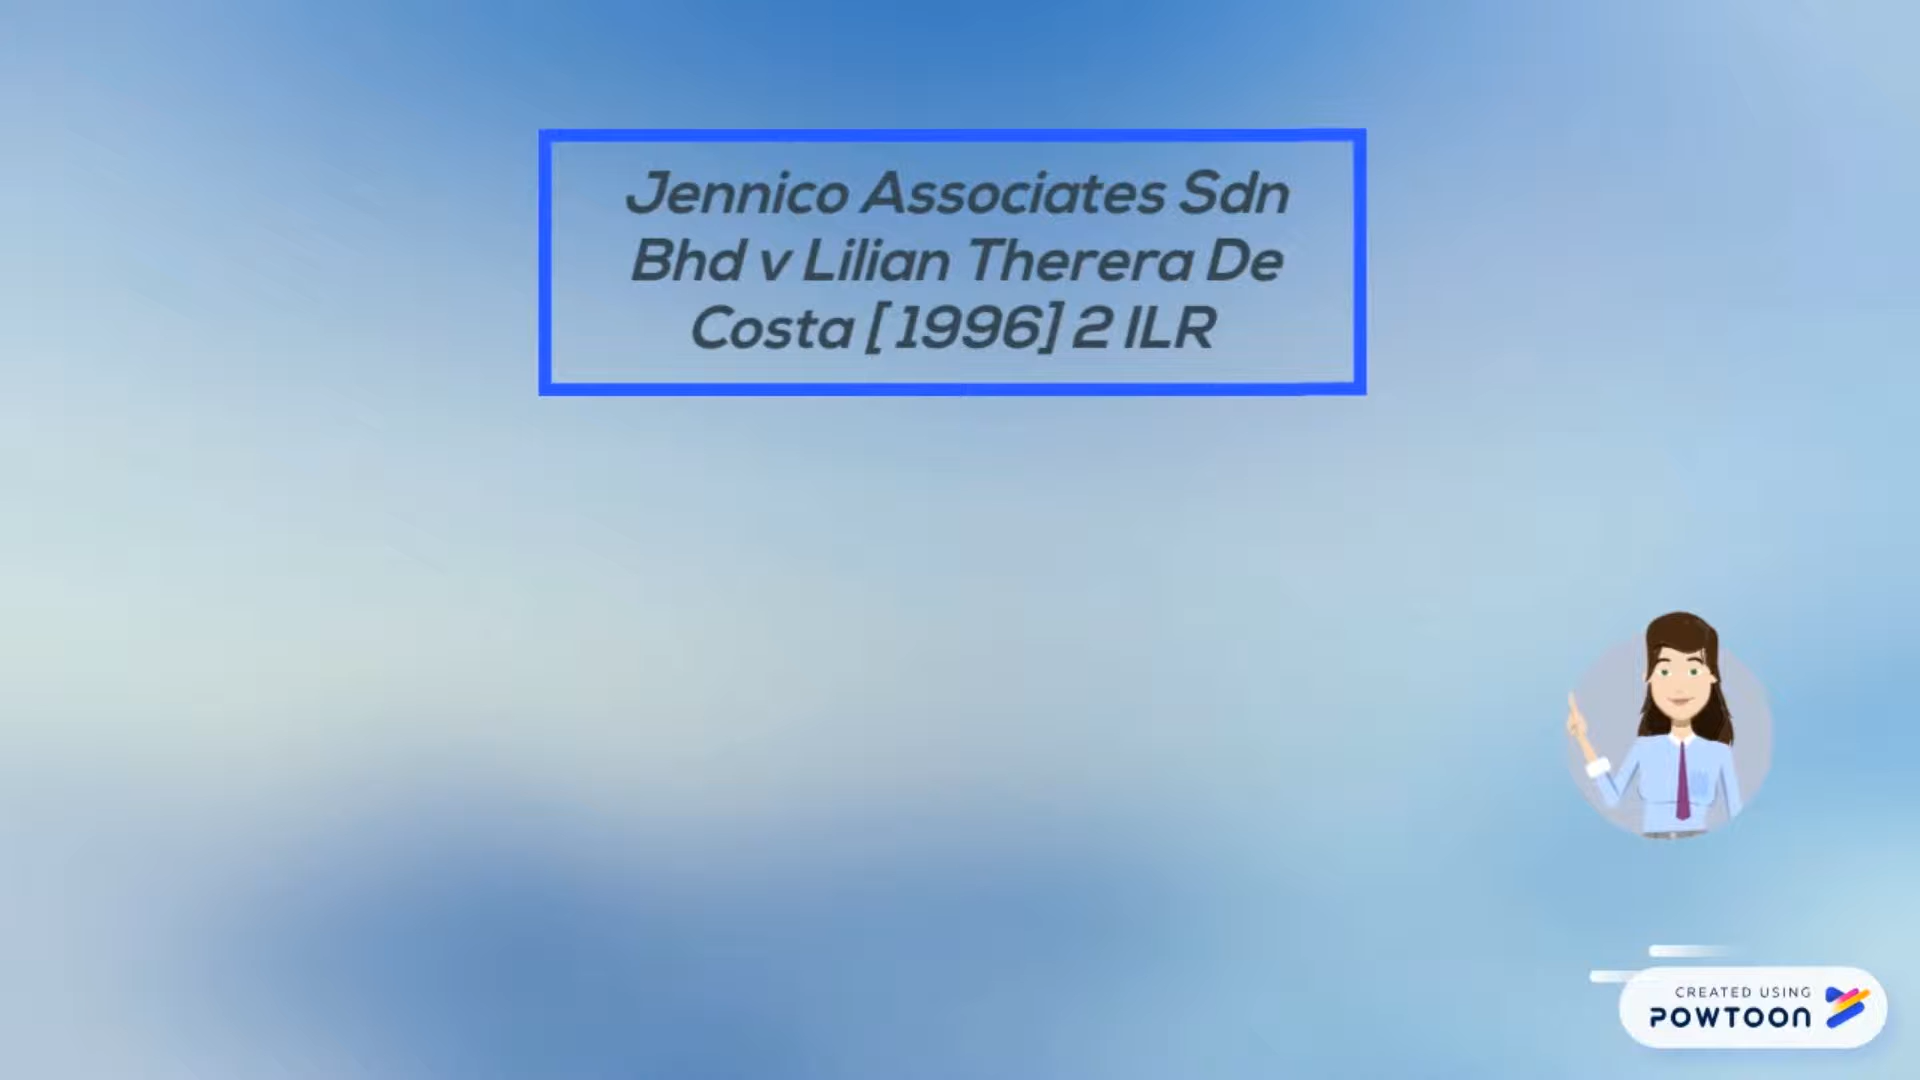 Jennico Associates Sdn
Bhd v Lilian Therera De
Costa [1996] 2 ILR
CREATED USING
POWTOON